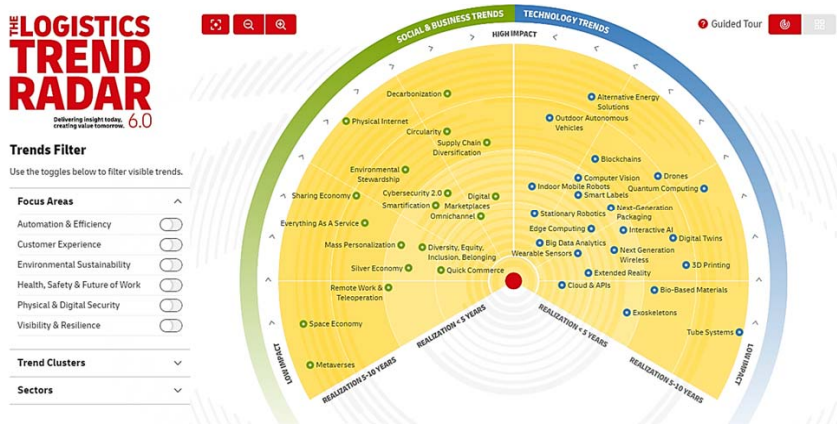 THE LOGISTICS
TREND
RADAR
Delivering insight today,
creating value tomorrow. 6.0
Trends Filter
Use the toggles below to filter visible trends.
Focus Areas
Automation & Efficiency
Customer Experience
Environmental Sustainability
Health, Safety & Future of Work
Physical & Digital Security
Visibility & Resilience
Trend Clusters
Sectors
Guided Tour
SOCIAL & BUSINESS TRENDS
TECHNOLOGY TRENDS
HIGH IMPACT
Decarbonization
Physical Internet
Circularity
Supply Chain
Diversification
Environmental
Stewardship
Sharing Economy
Cybersecurity 2.0
Digital
Marketplaces
Smartification
Omnichannel
Everything As A Service
Mass Personalization
Diversity, Equity,
Inclusion, Belonging
Silver Economy
Quick Commerce
Remote Work &
Teleoperation
Space Economy
Metaverses
LOW IMPACT
REALIZATION 5-10 YEARS
REALIZATION < 5 YEARS
Alternative Energy
Solutions
Outdoor Autonomous
Vehicles
Blockchains
Computer Vision
Drones
Indoor Mobile Robots
Quantum Computing
Smart Labels
Next-Generation
Packaging
Stationary Robotics
Edge Computing
Interactive AI
Digital Twins
Big Data Analytics
Wearable Sensors
Next Generation
Wireless
3D Printing
Extended Reality
Cloud & APIs
Bio-Based Materials
Exoskeletons
Tube Systems
REALIZATION < 5 YEARS
REALIZATION 5-10 YEARS
LOW IMPACT